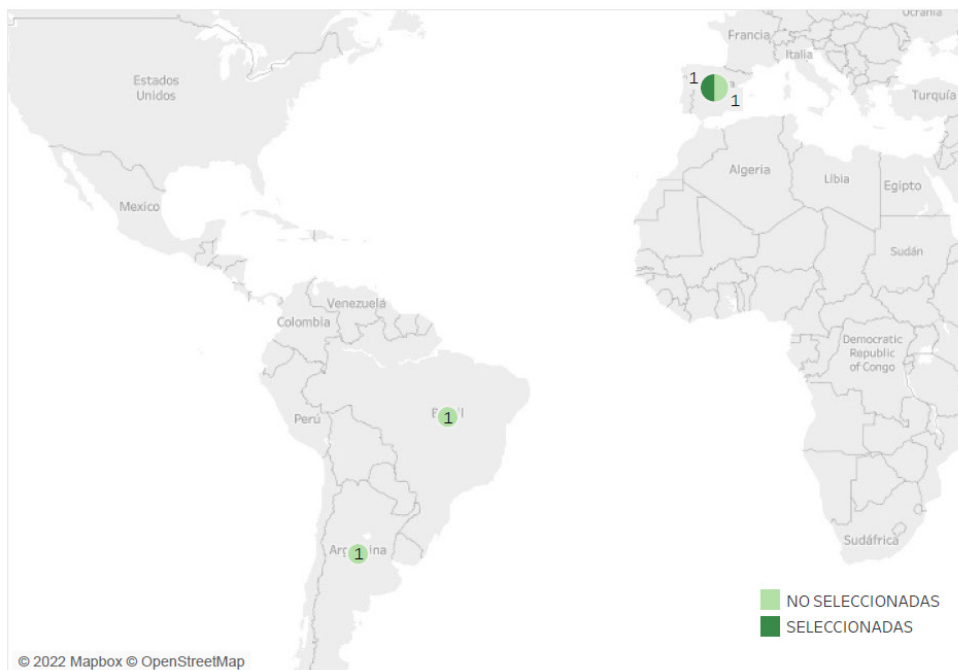 Ucrania
Francia
Italia
Estados
Unidos
1
1
Turquía
Algeria
Libia
Egipto
Mexico
Sudán
Venezuela
Colombia
Democratic
Republic
of Congo
Perú
1
Sudáfrica
1
NO SELECCIONADAS
SELECCIONADAS
© 2022 Mapbox © OpenStreetMap